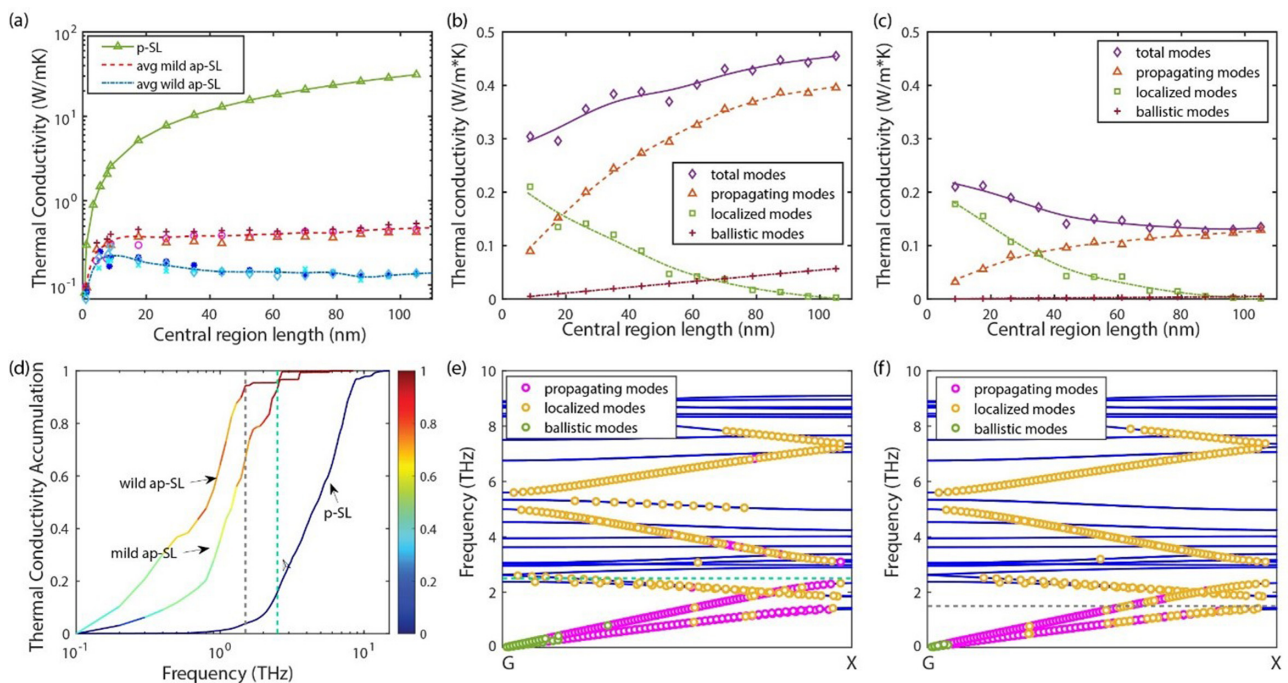 (a)
Thermal Conductivity (W/mK)
10^2
10^1
10^0
10^-1
p-SL
avg mild ap-SL
avg wild ap-SL
0 20 40 60 80 100
Central region length (nm)
(b)
Thermal conductivity (W/m*K)
0.5
0.4
0.3
0.2
0.1
0
total modes
propagating modes
localized modes
ballistic modes
0 20 40 60 80 100
Central region length (nm)
(c)
Thermal conductivity (W/m*K)
0.5
0.4
0.3
0.2
0.1
0
total modes
propagating modes
localized modes
ballistic modes
0 20 40 60 80 100
Central region length (nm)
(d)
Thermal Conductivity Accumulation
1
0.8
0.6
0.4
0.2
0
wild ap-SL
mild ap-SL
p-SL
1
0.8
0.6
0.4
0.2
0
10^-1 10^0 10^1
Frequency (THz)
(e)
Frequency (THz)
10
8
6
4
2
0
propagating modes
localized modes
ballistic modes
G X
(f)
Frequency (THz)
10
8
6
4
2
0
propagating modes
localized modes
ballistic modes
G X